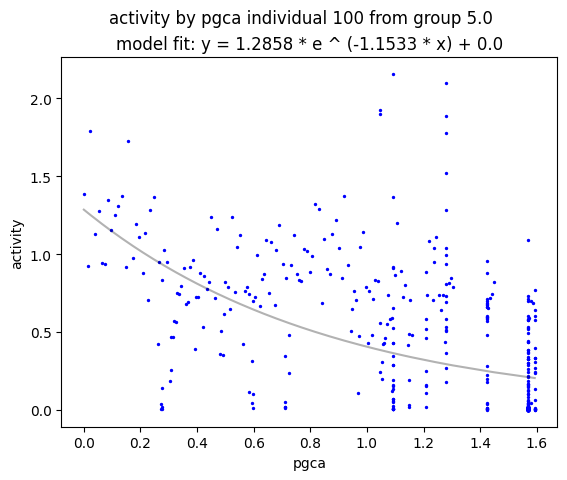 activity by pgca individual 100 from group 5.0
model fit: y = 1.2858 * e ^ (-1.1533 * x) + 0.0
activity
2.0
1.5
1.0
0.5
0.0
0.0 0.2 0.4 0.6 0.8 1.0 1.2 1.4 1.6
pgca